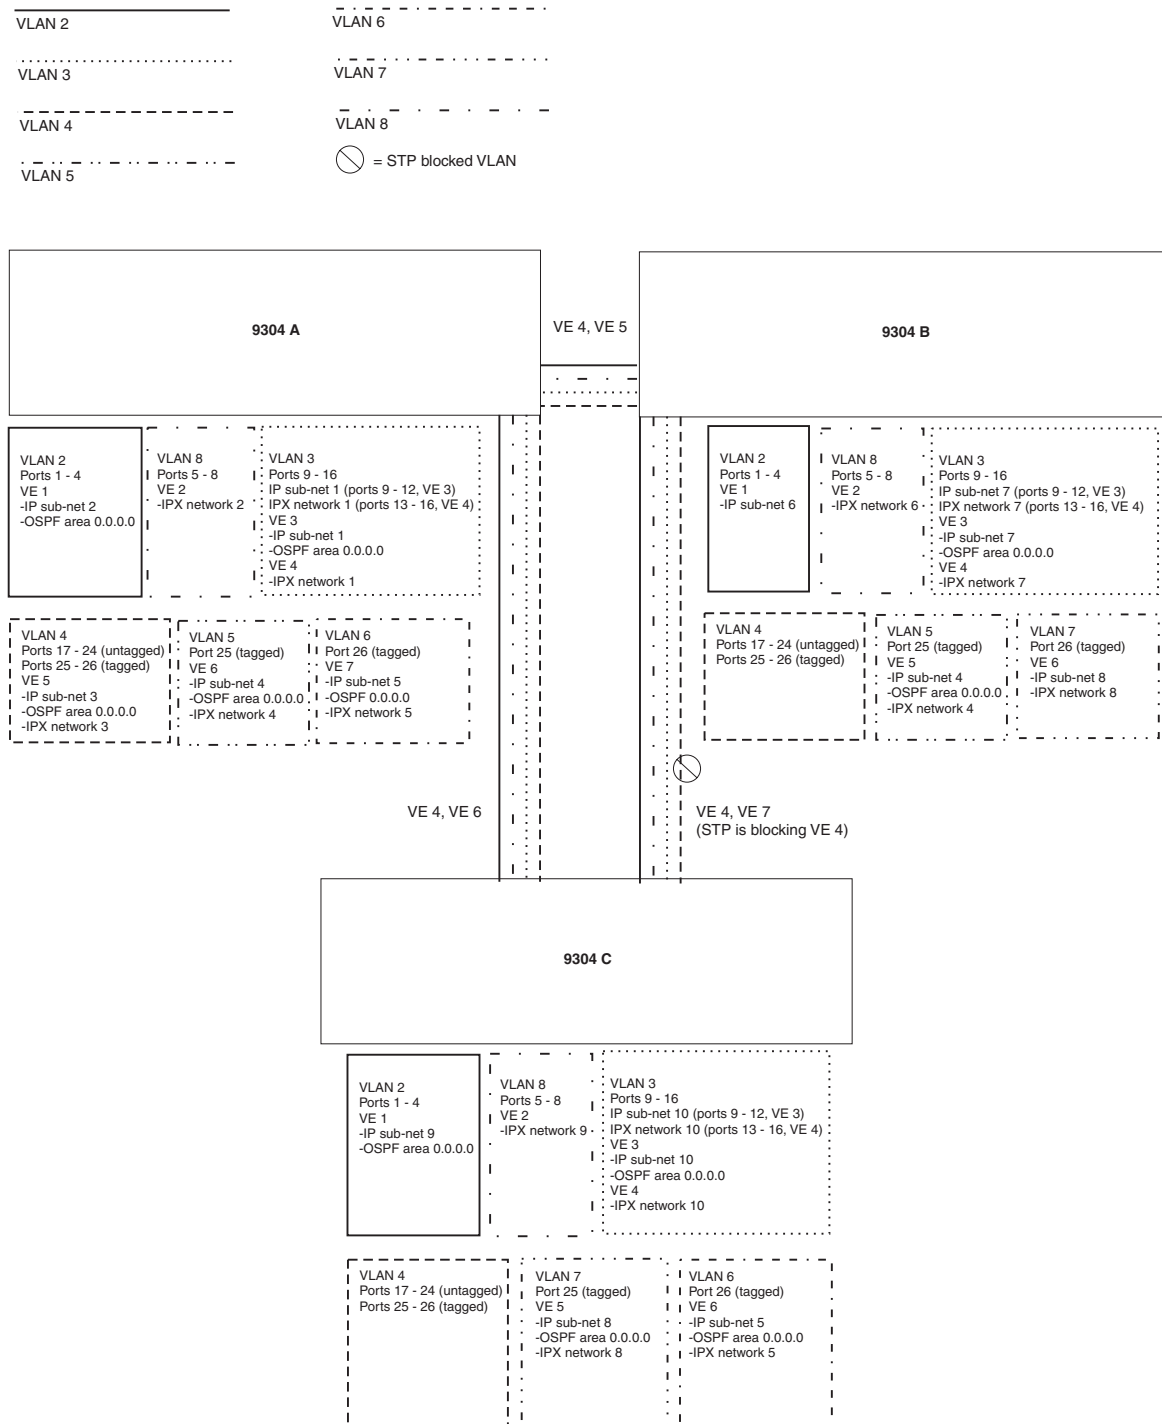 VLAN 2
VLAN 6
VLAN 3
VLAN 7
VLAN 4
VLAN 8
VLAN 5
= STP blocked VLAN
9304 A
VE 4, VE 5
9304 B
VLAN 2
Ports 1 - 4
VE 1
-IP sub-net 2
-OSPF area 0.0.0.0
VLAN 8
Ports 5 - 8
VE 2
-IPX network 2
VLAN 3
Ports 9 - 16
IP sub-net 1 (ports 9 - 12, VE 3)
IPX network 1 (ports 13 - 16, VE 4)
VE 3
-IP sub-net 1
-OSPF area 0.0.0.0
VE 4
-IPX network 1
VLAN 2
Ports 1 - 4
VE 1
-IP sub-net 6
VLAN 8
Ports 5 - 8
VE 2
-IPX network 6
VLAN 3
Ports 9 - 16
IP sub-net 7 (ports 9 - 12, VE 3)
IPX network 7 (ports 13 - 16, VE 4)
VE 3
-IP sub-net 7
-OSPF area 0.0.0.0
VE 4
-IPX network 7
VLAN 4
Ports 17 - 24 (untagged)
Ports 25 - 26 (tagged)
VE 5
-IP sub-net 3
-OSPF area 0.0.0.0
-IPX network 3
VLAN 5
Port 25 (tagged)
VE 6
-IP sub-net 4
-OSPF area 0.0.0.0
-IPX network 4
VLAN 6
Port 26 (tagged)
VE 7
-IP sub-net 5
-OSPF 0.0.0.0
-IPX network 5
VLAN 4
Ports 17 - 24 (untagged)
Ports 25 - 26 (tagged)
VLAN 5
Port 25 (tagged)
VE 5
-IP sub-net 4
-OSPF area 0.0.0.0
-IPX network 4
VLAN 7
Port 26 (tagged)
VE 6
-IP sub-net 8
-IPX network 8
VE 4, VE 6
VE 4, VE 7
(STP is blocking VE 4)
9304 C
VLAN 2
Ports 1 - 4
VE 1
-IP sub-net 9
-OSPF area 0.0.0.0
VLAN 8
Ports 5 - 8
VE 2
-IPX network 9
VLAN 3
Ports 9 - 16
IP sub-net 10 (ports 9 - 12, VE 3)
IPX network 10 (ports 13 - 16, VE 4)
VE 3
-IP sub-net 10
-OSPF area 0.0.0.0
VE 4
-IPX network 10
VLAN 4
Ports 17 - 24 (untagged)
Ports 25 - 26 (tagged)
VLAN 7
Port 25 (tagged)
VE 5
-IP sub-net 8
-OSPF area 0.0.0.0
-IPX network 8
VLAN 6
Port 26 (tagged)
VE 6
-IP sub-net 5
-OSPF area 0.0.0.0
-IPX network 5